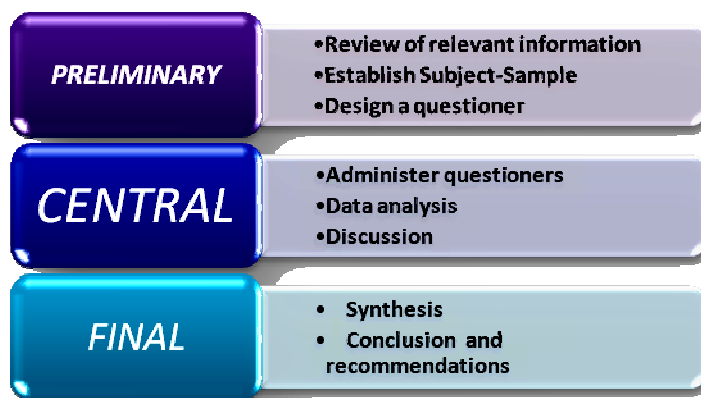 PRELIMINARY
•Review of relevant information
•Establish Subject-Sample
•Design a questioner
CENTRAL
•Administer questioners
•Data analysis
•Discussion
FINAL
• Synthesis
• Conclusion and
recommendations